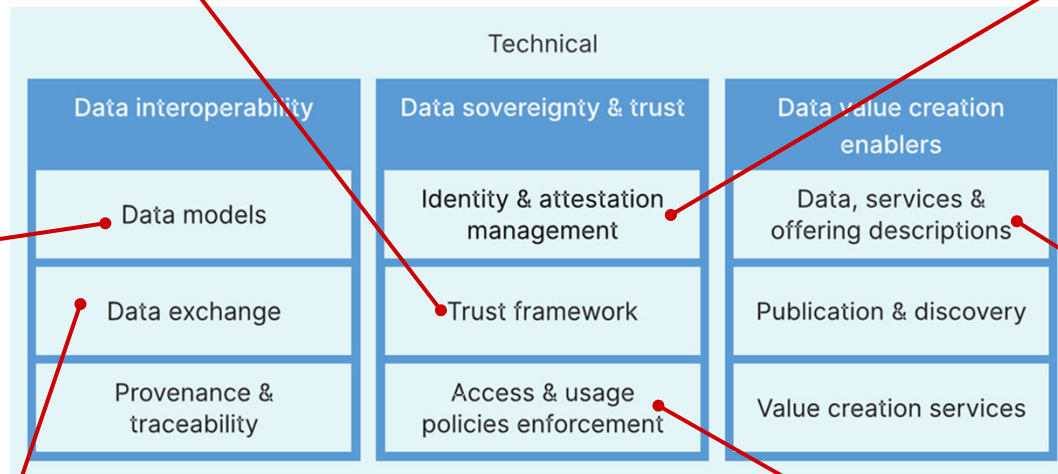 Technical
Data interoperability
Data models
Data exchange
Provenance &
traceability
Data sovereignty & trust
Identity & attestation
management
Trust framework
Access & usage
policies enforcement
Data value creation
enablers
Data, services &
offering descriptions
Publication & discovery
Value creation services